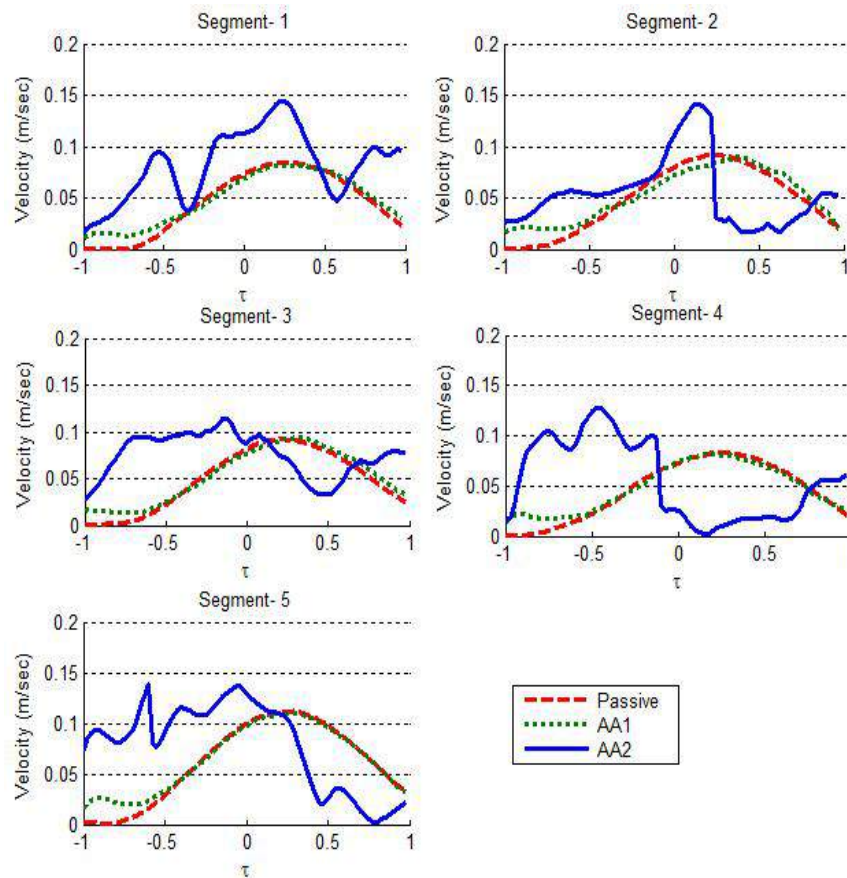 Segment- 1
0.2
0.15
0.1
0.05
0
Velocity (m/sec)
-1 -0.5 0 0.5 1
τ
Segment- 2
0.2
0.15
0.1
0.05
0
Velocity (m/sec)
-1 -0.5 0 0.5 1
τ
Segment- 3
0.2
0.15
0.1
0.05
0
Velocity (m/sec)
-1 -0.5 0 0.5 1
τ
Segment- 4
0.2
0.15
0.1
0.05
0
Velocity (m/sec)
-1 -0.5 0 0.5
τ
Segment- 5
0.2
0.15
0.1
0.05
0
Velocity (m/sec)
-1 -0.5 0 0.5 1
τ
Passive
AA1
AA2